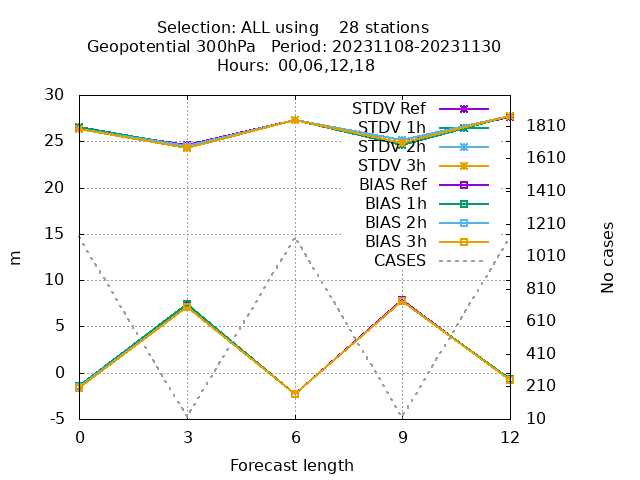 Selection: ALL using 28 stations
Geopotential 300hPa Period: 20231108-20231130
Hours: 00,06,12,18
STDV Ref
STDV 1h
STDV 2h
STDV 3h
BIAS Ref
BIAS 1h
BIAS 2h
BIAS 3h
CASES
30
25
20
15
10
5
0
-5
m
1810
1610
1410
1210
1010
810
610
410
210
10
No cases
0 3 6 9 12
Forecast length